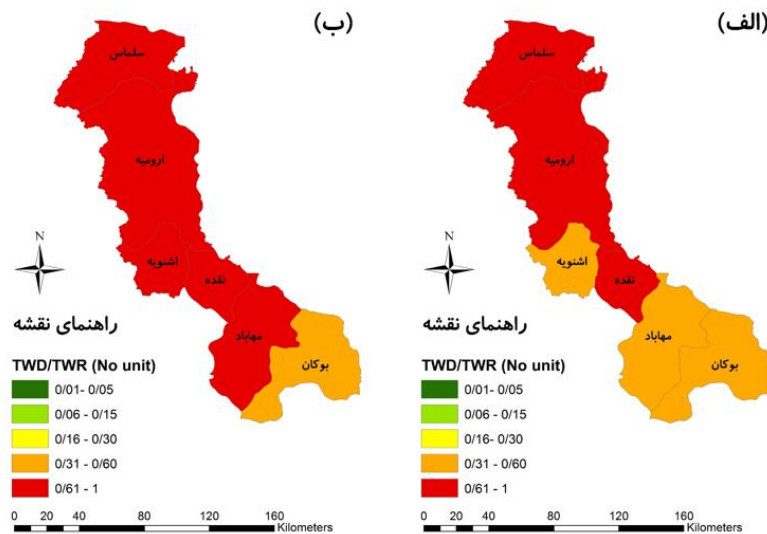 (الف)
سلماس
ارومیه
N
اشنویه
نقده
مهاباد
بوکان
راهنمای نقشه
TWD/TWR (No unit)
0/01- 0/05
0/06 - 0/15
0/16- 0/30
0/31 - 0/60
0/61 - 1
0 20 40 80 120 160
Kilometers
(ب)
سلماس
ارومیه
N
اشنویه
نقده
مهاباد
بوکان
راهنمای نقشه
TWD/TWR (No unit)
0/01- 0/05
0/06 - 0/15
0/16 - 0/30
0/31 - 0/60
0/61 - 1
0 20 40 80 120 160
Kilometers